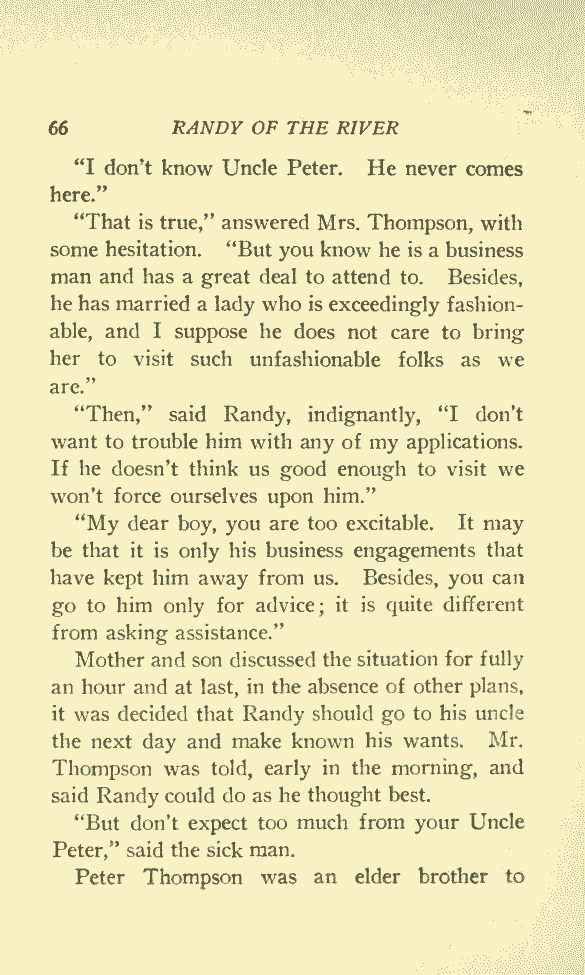 66 RANDY OF THE RIVER
"I don't know Uncle Peter. He never comes
here."
"That is true," answered Mrs. Thompson, with
some hesitation. "But you know he is a business
man and has a great deal to attend to. Besides,
he has married a lady who is exceedingly fashion-
able, and I suppose he does not care to bring
her to visit such unfashionable folks as we
are."
"Then," said Randy, indignantly, "I don't
want to trouble him with any of my applications.
If he doesn't think us good enough to visit we
won't force ourselves upon him."
"My dear boy, you are too excitable. It may
be that it is only his business engagements that
have kept him away from us. Besides, you can
go to him only for advice; it is quite different
from asking assistance."
Mother and son discussed the situation for fully
an hour and at last, in the absence of other plans,
it was decided that Randy should go to his uncle
the next day and make known his wants. Mr.
Thompson was told, early in the morning, and
said Randy could do as he thought best.
"But don't expect too much from your Uncle
Peter," said the sick man.
Peter Thompson was an elder brother to